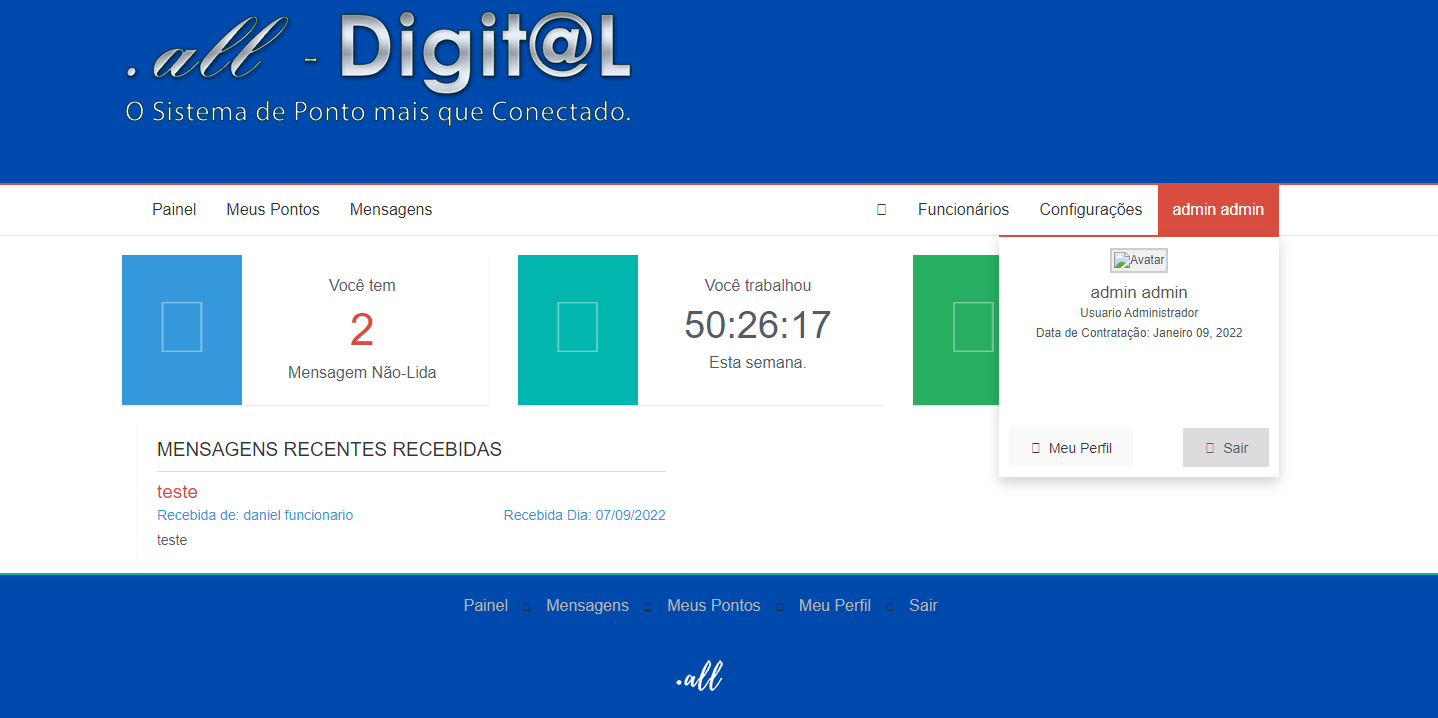 .all - Digit@L
O Sistema de Ponto mais que Conectado.
Painel Meus Pontos Mensagens Funcionários Configurações admin admin
Você tem
2
Mensagem Não-Lida
Você trabalhou
50:26:17
Esta semana.
Avatar
admin admin
Usuario Administrador
Data de Contratação: Janeiro 09, 2022
Meu Perfil Sair
MENSAGENS RECENTES RECEBIDAS
teste
Recebida de: daniel funcionario Recebida Dia: 07/09/2022
teste
Painel Mensagens Meus Pontos Meu Perfil Sair
.all